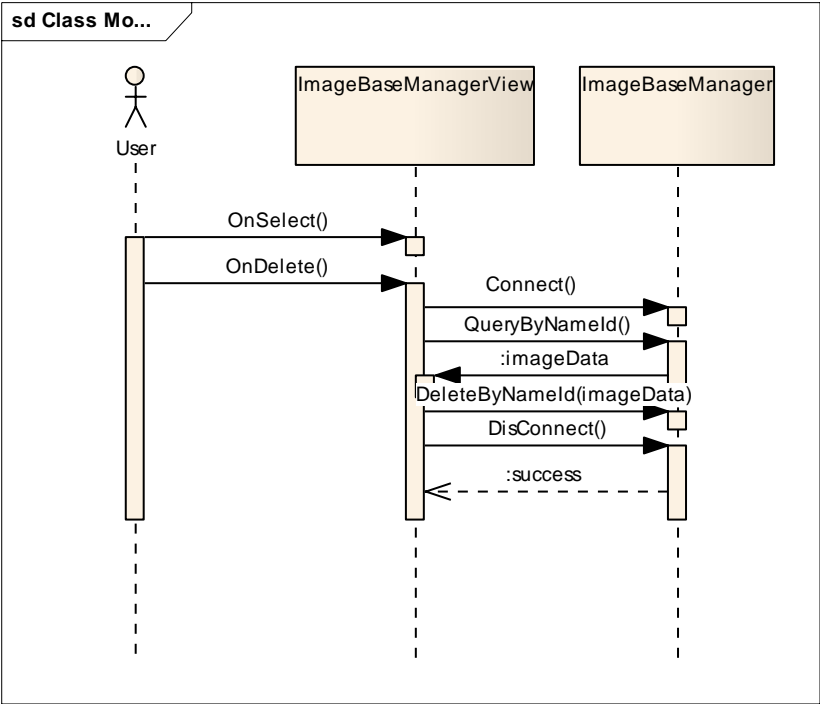 sd Class Mo...
User
ImageBaseManagerView
ImageBaseManager
OnSelect()
OnDelete()
Connect()
QueryByNameId()
:imageData
DeleteByNameId(imageData)
DisConnect()
:success